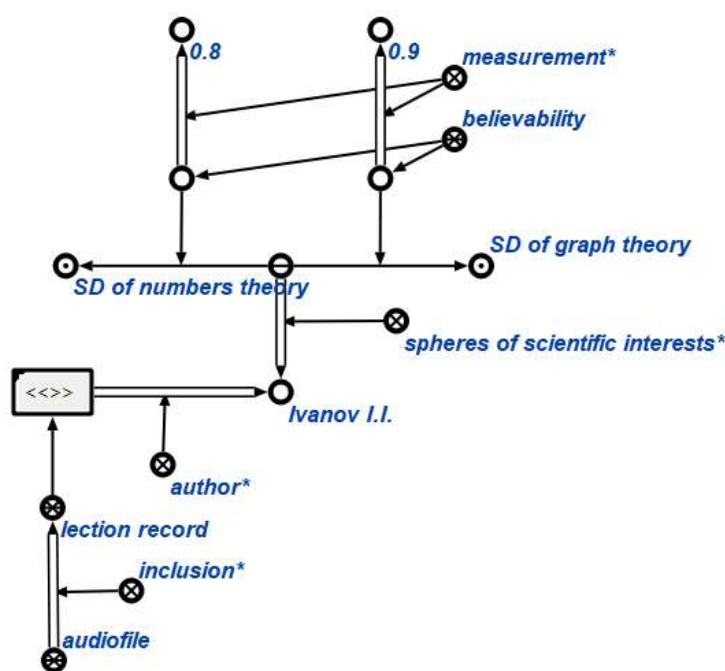 0.8
0.9
measurement*
believability
SD of graph theory
SD of numbers theory
spheres of scientific interests*
<<>>
Ivanov I.I.
author*
lection record
inclusion*
audiofile